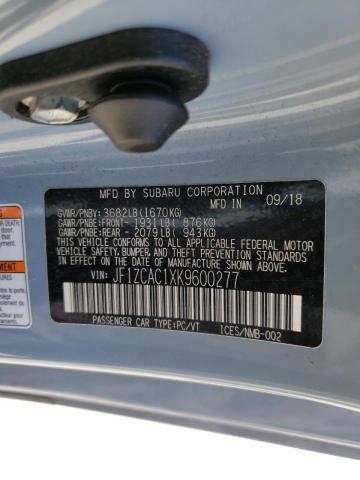 MFD BY SUBARU CORPORATION 09/18
GVWR/PNBV: 3682LB(1670KG)
GAWR/PNBE:FRONT- 1931LB( 876KG)
GAWR/PNBE:REAR - 2079LB( 943KG)
THIS VEHICLE CONFORMS TO ALL APPLICABLE FEDERAL MOTOR
VEHICLE SAFETY, BUMPER, AND THEFT PREVENTION
STANDARDS IN EFFECT ON THE DATE OF MANUFACTURE
SHOWN ABOVE.
VIN: JF1ZCAC1XK9600277
PASSENGER CAR,TYPE:PC/VT ICES/NMB-002
DEATH: